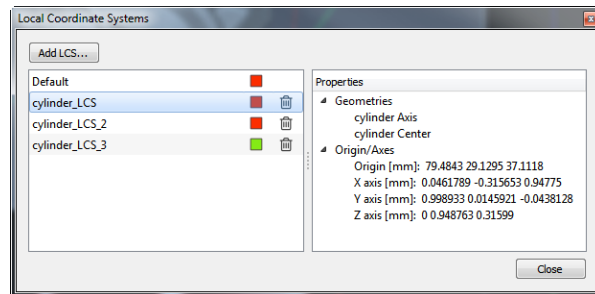 Local Coordinate Systems
Add LCS...
Default
cylinder_LCS
cylinder_LCS_2
cylinder_LCS_3
Properties
Geometries
cylinder Axis
cylinder Center
Origin/Axes
Origin [mm]: 79.4843 29.1295 37.1118
X axis [mm]: 0.0461789 -0.315653 0.94775
Y axis [mm]: 0.998933 0.0145921 -0.0438128
Z axis [mm]: 0 0.948763 0.31599
Close